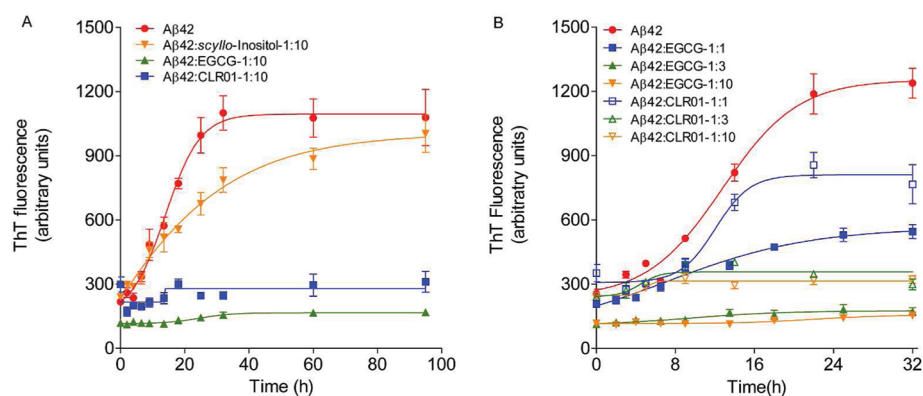 A
Aβ42
Aβ42:scyllo-Inositol-1:10
Aβ42:EGCG-1:10
Aβ42:CLR01-1:10
ThT fluorescence
(arbitrary units)
1500
1200
900
600
300
0
0 20 40 60 80 100
Time (h)
B
Aβ42
Aβ42:EGCG-1:1
Aβ42:EGCG-1:3
Aβ42:EGCG-1:10
Aβ42:CLR01-1:1
Aβ42:CLR01-1:3
Aβ42:CLR01-1:10
ThT Fluorescence
(arbitratry units)
1500
1200
900
600
300
0
0 8 16 24 32
Time(h)